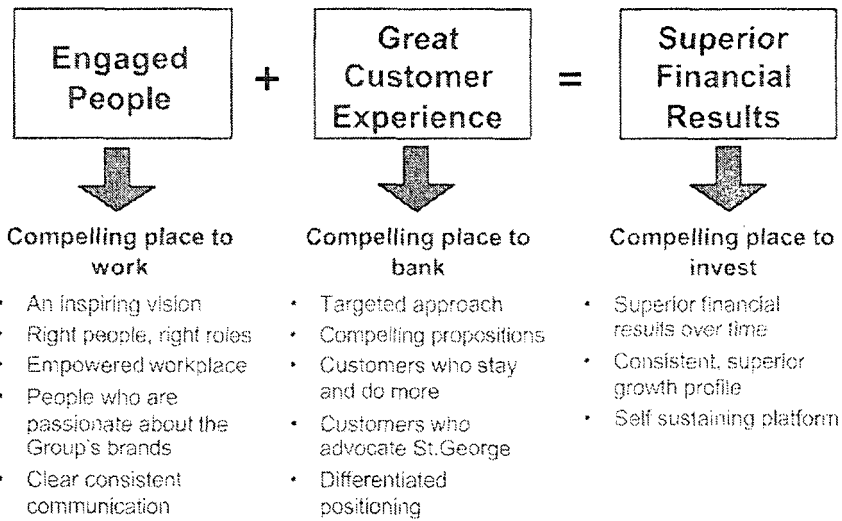 Engaged
People
+
Great
Customer
Experience
=
Superior
Financial
Results
Compelling place to
work
• An inspiring vision
• Right people, right roles
• Empowered workplace
• People who are
passionate about the
Group's brands
• Clear consistent
communication
Compelling place to
bank
• Targeted approach
• Compelling propositions
• Customers who stay
and do more
• Customers who
advocate St.George
• Differentiated
positioning
Compelling place to
invest
• Superior financial
results over time
• Consistent, superior
growth profile
• Self sustaining platform